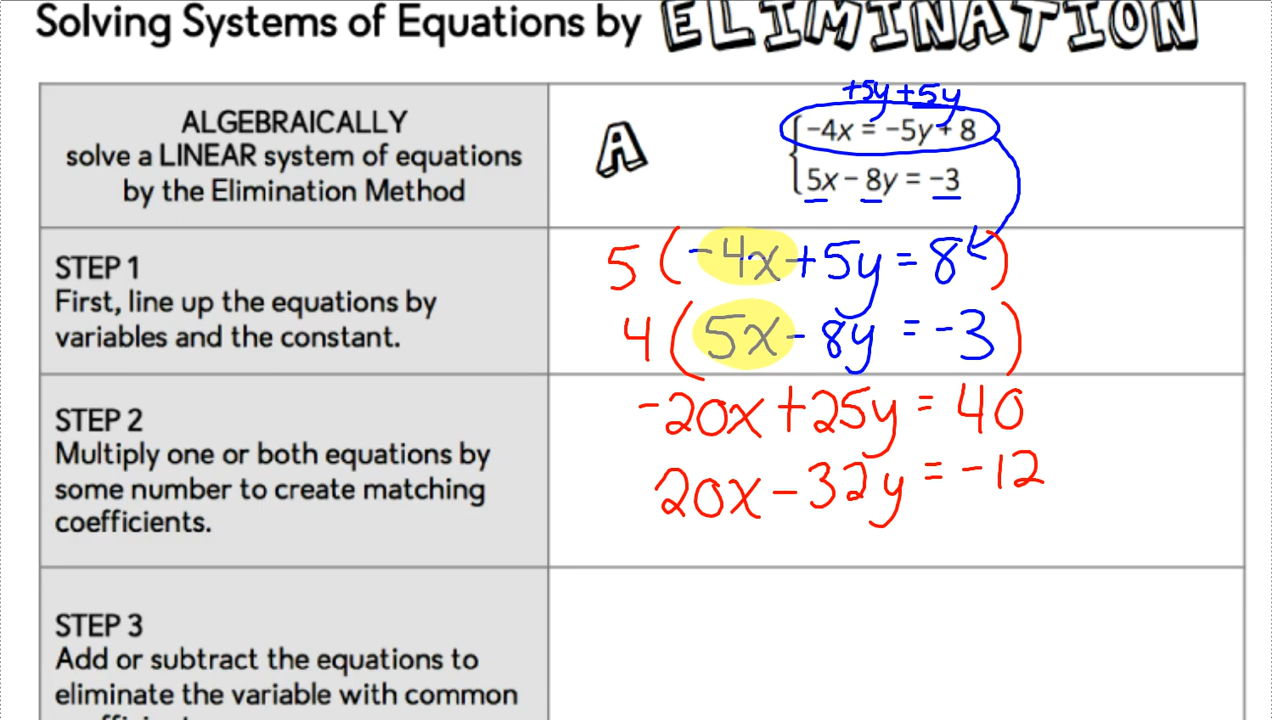 Solving Systems of Equations by ELIMINATION
ALGEBRAICALLY
solve a LINEAR system of equations
by the Elimination Method
A
+5y +5y
-4x = -5y + 8
5x - 8y = -3
STEP 1
First, line up the equations by
variables and the constant.
5(-4x + 5y = 8)
4(5x - 8y = -3)
STEP 2
Multiply one or both equations by
some number to create matching
coefficients.
-20x + 25y = 40
20x - 32y = -12
STEP 3
Add or subtract the equations to
eliminate the variable with common